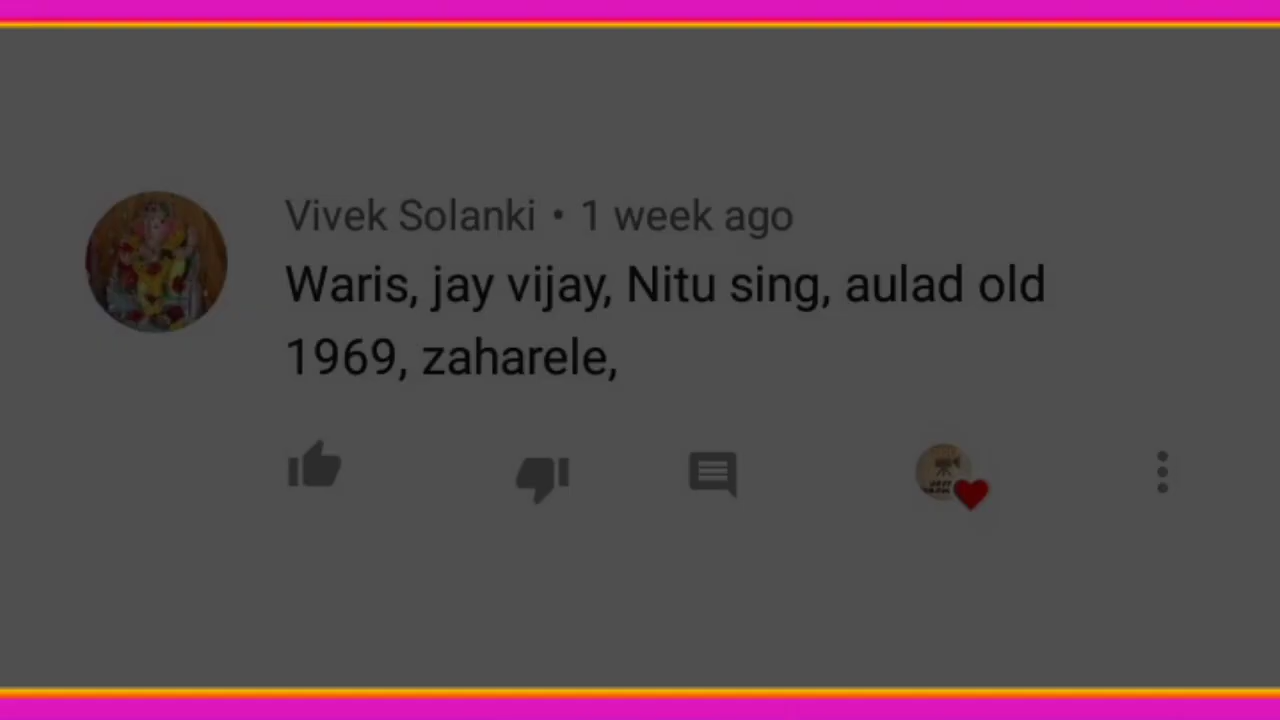 Vivek Solanki • 1 week ago
Waris, jay vijay, Nitu sing, aulad old
1969, zaharele,